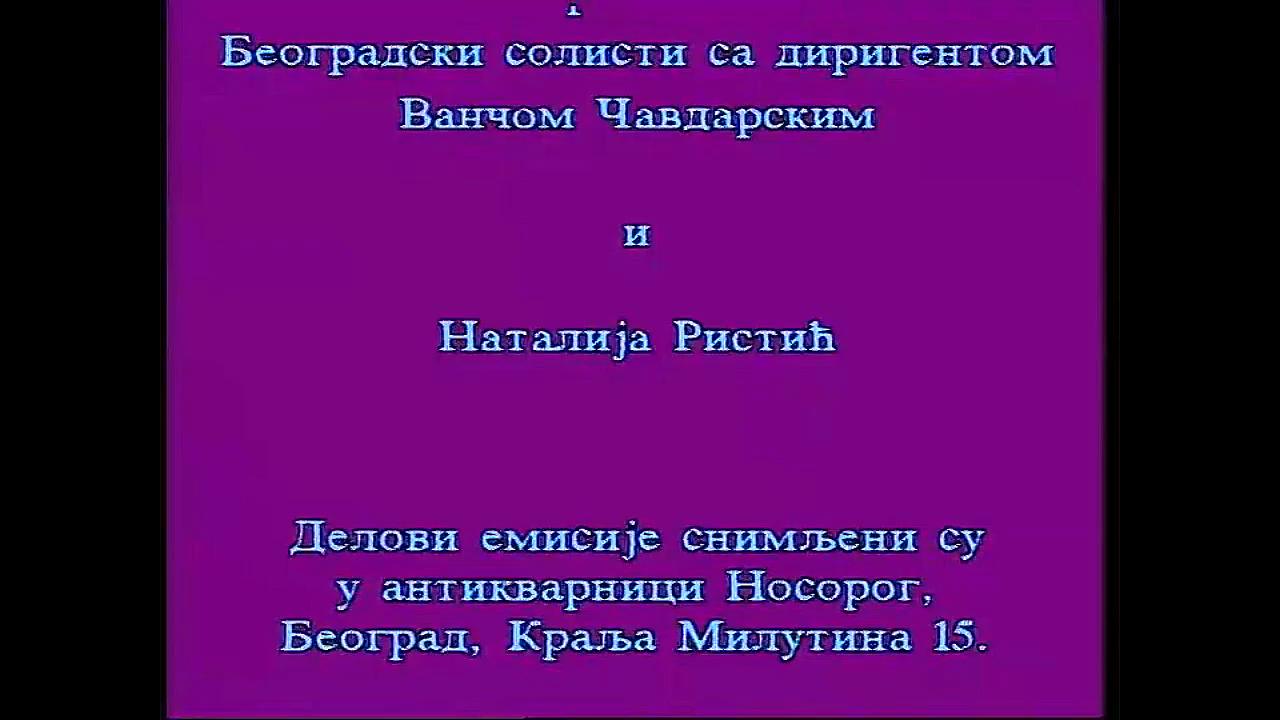 Београдски солисти са диригентом
Ванчом Чавдарским
и
Наталија Ристић
Делови емисије снимљени су
у антикварници Носорог,
Београд, Краља Милутина 15.